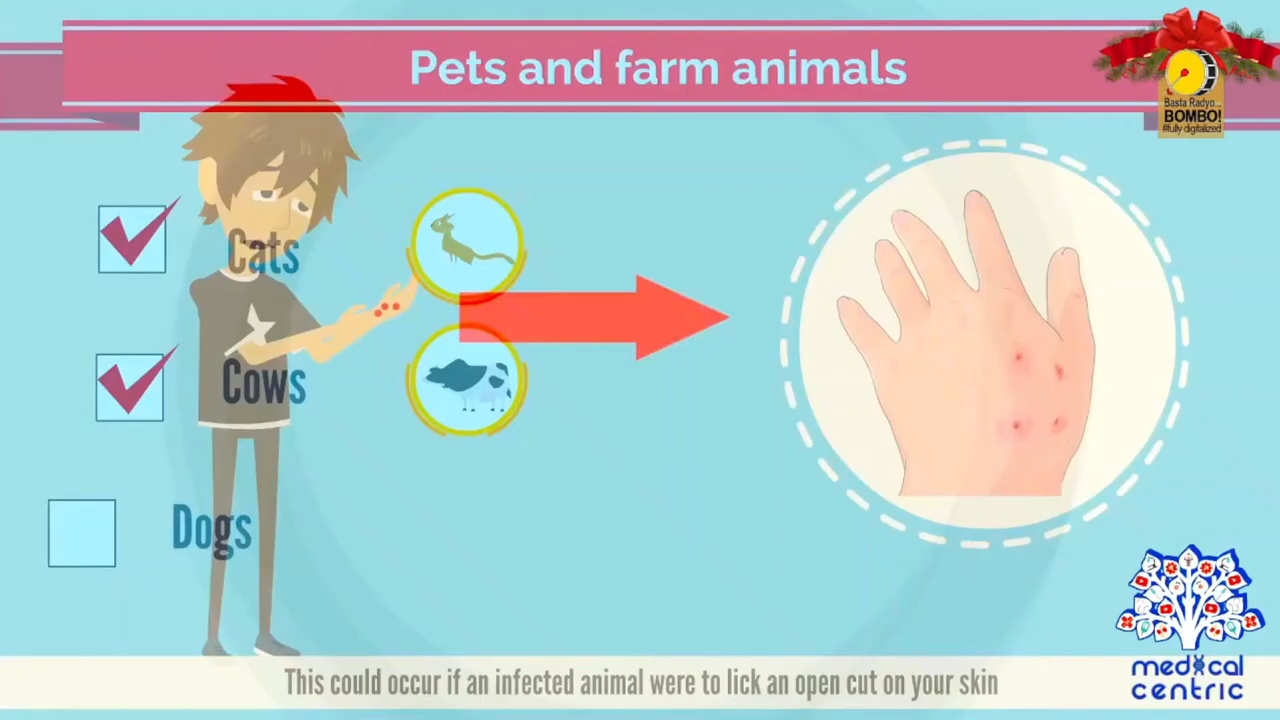 Pets and farm animals
Basta Radyo...
BOMBO!
#fully digitalized
Cats
Cows
Dogs
This could occur if an infected animal were to lick an open cut on your skin
medical
centric